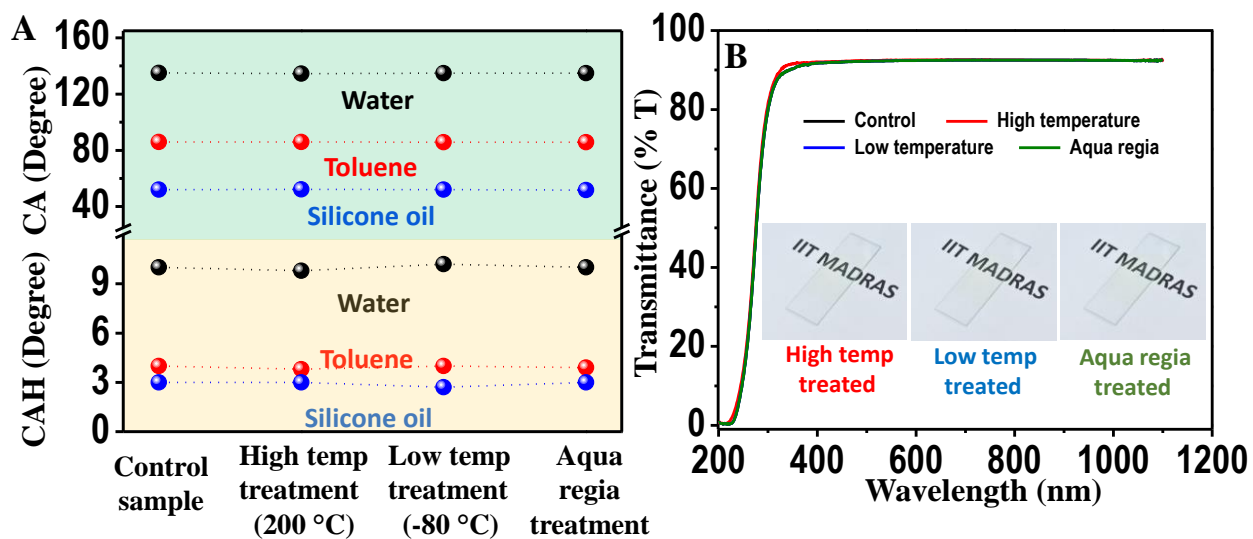 A
160
120
80
40
CA (Degree)
Water
Toluene
Silicone oil
9
6
3
0
CAH (Degree)
Water
Toluene
Silicone oil
Control
sample
High temp
treatment
(200 °C)
Low temp
treatment
(-80 °C)
Aqua
regia
treatment
B
100
80
60
40
20
0
Transmittance (% T)
Control
High temperature
Low temperature
Aqua regia
IIT MADRAS
IIT MADRAS
IIT MADRAS
High temp
treated
Low temp
treated
Aqua regia
treated
200
400
600
800
1000
1200
Wavelength (nm)